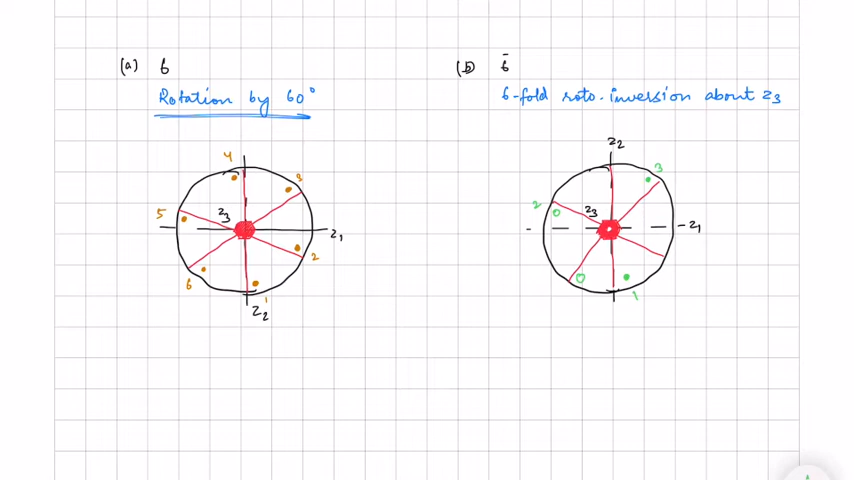 (a) 6
Rotation by 60°
4
3
5
z3
z1
2
6
1
z2
(b) 6̄
6-fold roto-inversion about z3
z2
3
2
z3
z1
1